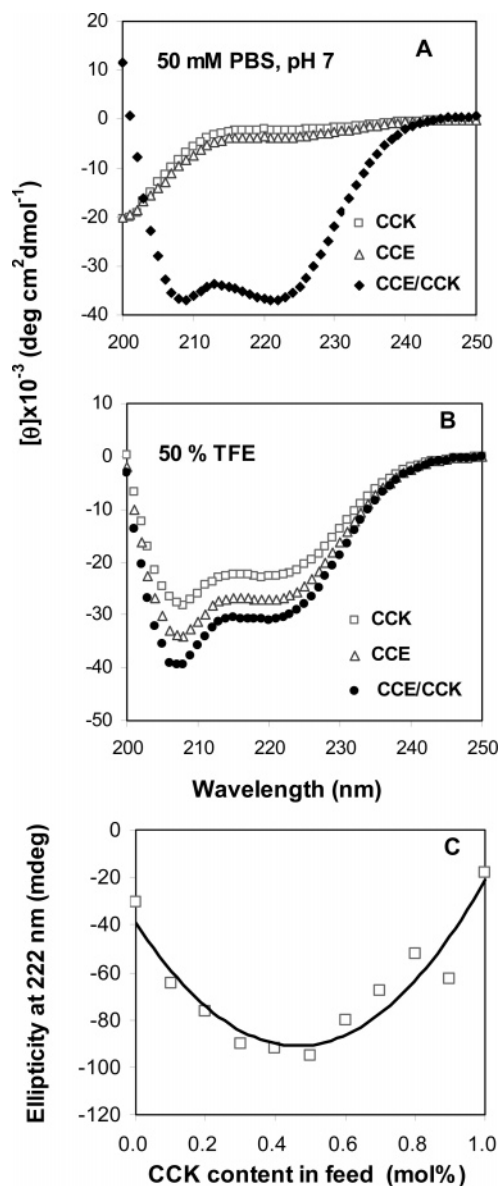 [θ]x10⁻³ (deg cm² dmol⁻¹)
20
10
0
-10
-20
-30
-40
50 mM PBS, pH 7
A
CCK
CCE
CCE/CCK
200 210 220 230 240 250
10
0
-10
-20
-30
-40
-50
50 % TFE
B
CCK
CCE
CCE/CCK
200 210 220 230 240 250
Wavelength (nm)
Ellipticity at 222 nm (mdeg)
0
-20
-40
-60
-80
-100
-120
C
0.0 0.2 0.4 0.6 0.8 1.0
CCK content in feed (mol%)